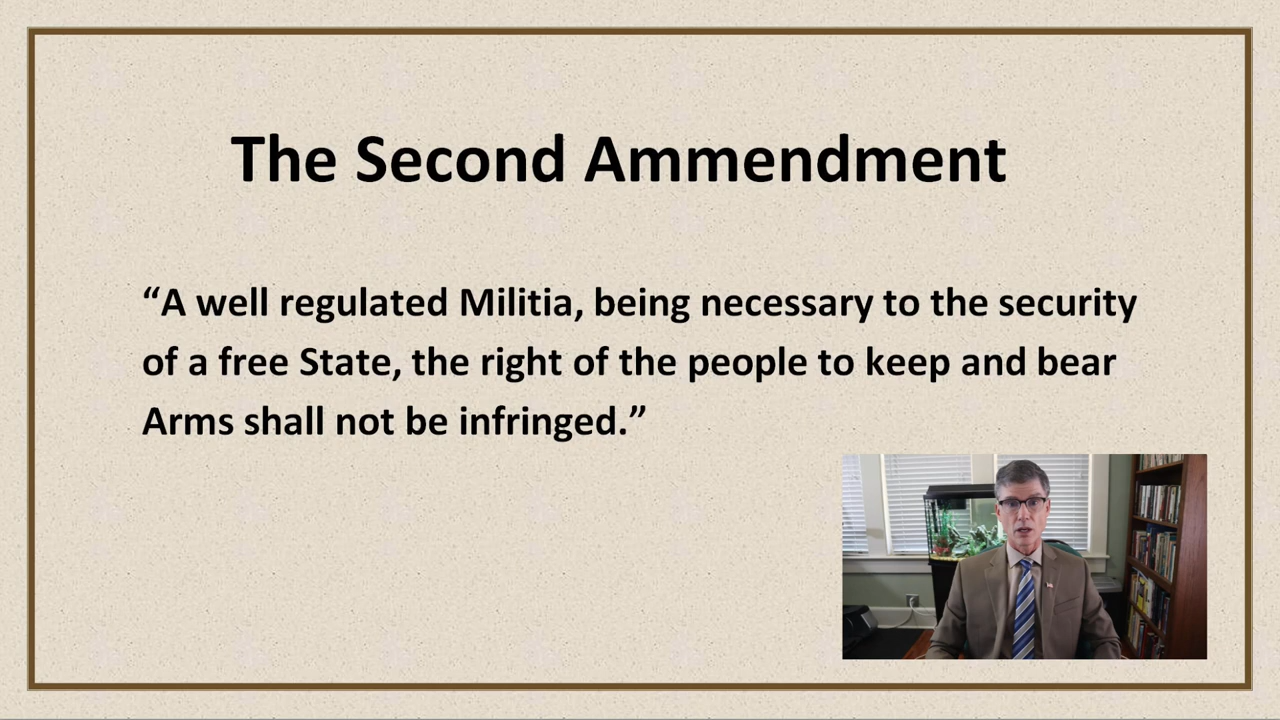 The Second Ammendment
“A well regulated Militia, being necessary to the security
of a free State, the right of the people to keep and bear
Arms shall not be infringed.”